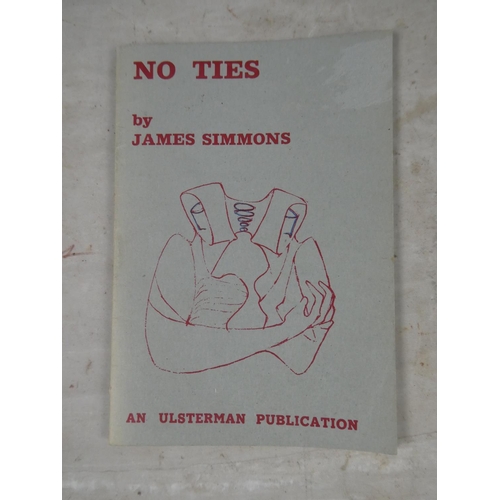 NO TIES
by
JAMES SIMMONS
AN ULSTERMAN PUBLICATION